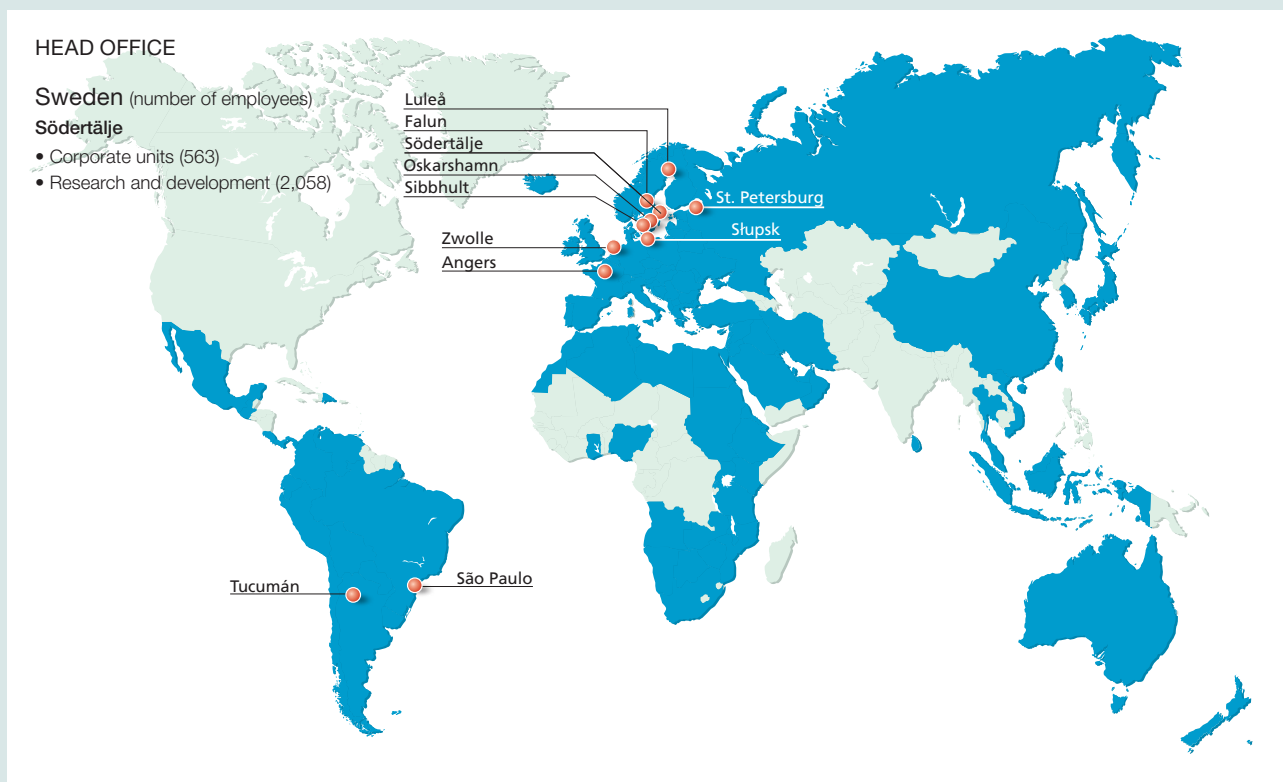 HEAD OFFICE
Sweden (number of employees)
Södertälje
• Corporate units (563)
• Research and development (2,058)
Luleå
Falun
Södertälje
Oskarshamn
Sibbhult
St. Petersburg
Słupsk
Zwolle
Angers
Tucumán
São Paulo